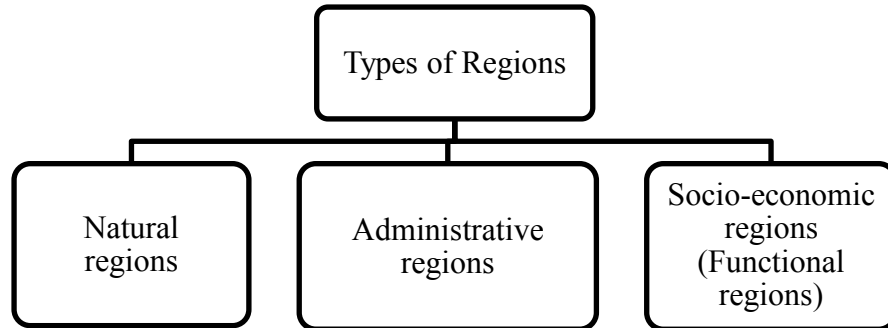 Types of Regions
Natural
regions
Administrative
regions
Socio-economic
regions
(Functional
regions)